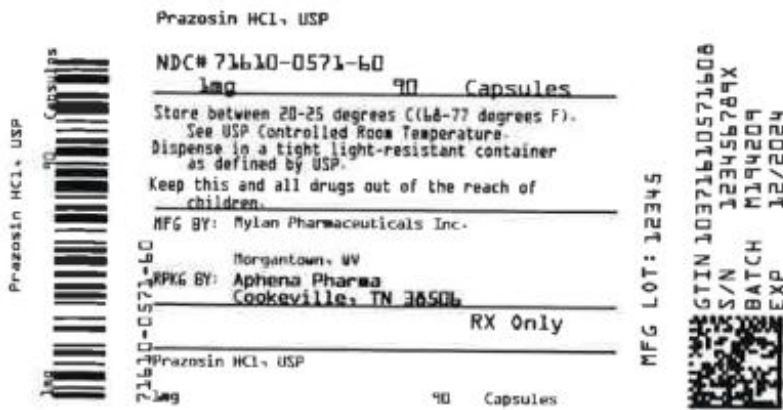 Prazosin HCl, USP
NDC# 71610-0571-60
1mg 90 Capsules
Store between 20-25 degrees C(68-77 degrees F).
See USP Controlled Room Temperature.
Dispense in a tight light-resistant container
as defined by USP.
Keep this and all drugs out of the reach of
children.
MFG BY: Mylan Pharmaceuticals Inc.
Morgantown, WV
RPKG BY: Aphena Pharma
Cookeville, TN 38506
RX Only
Prazosin HCl, USP
1mg 90 Capsules
Prazosin HCl, USP
1mg 90 Capsules
71610-0571-60
MFG LOT: 12345
GTIN 10371610571608
S/N 123456789X
BATCH M194209
EXP 12/2024